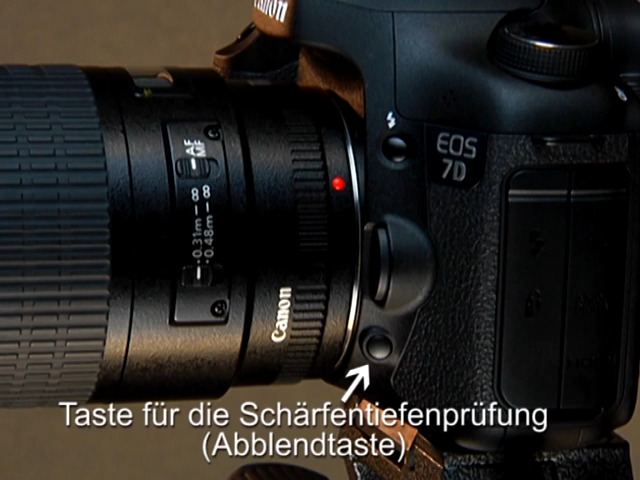 Canon
EOS
7D
AF
MF
0.31m – ∞
0.48m – ∞
Canon
Taste für die Schärfentiefenprüfung
(Abblendtaste)